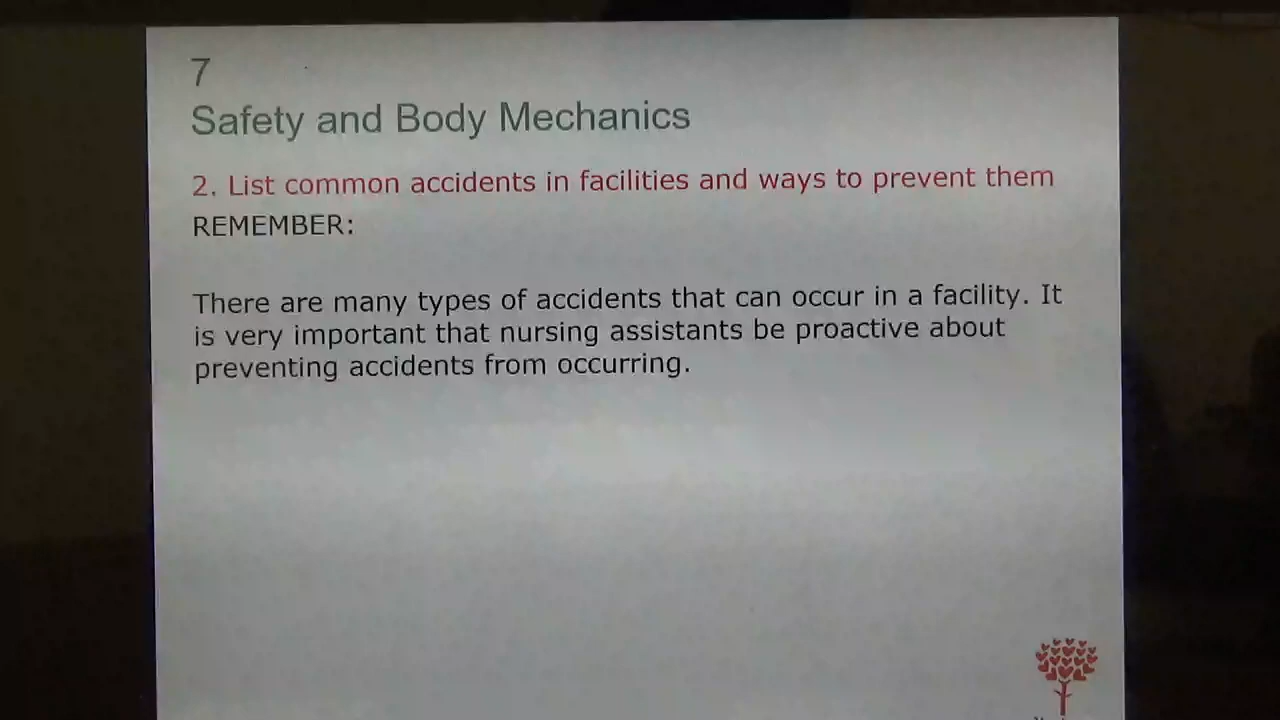 7
Safety and Body Mechanics
2. List common accidents in facilities and ways to prevent them
REMEMBER:
There are many types of accidents that can occur in a facility. It
is very important that nursing assistants be proactive about
preventing accidents from occurring.